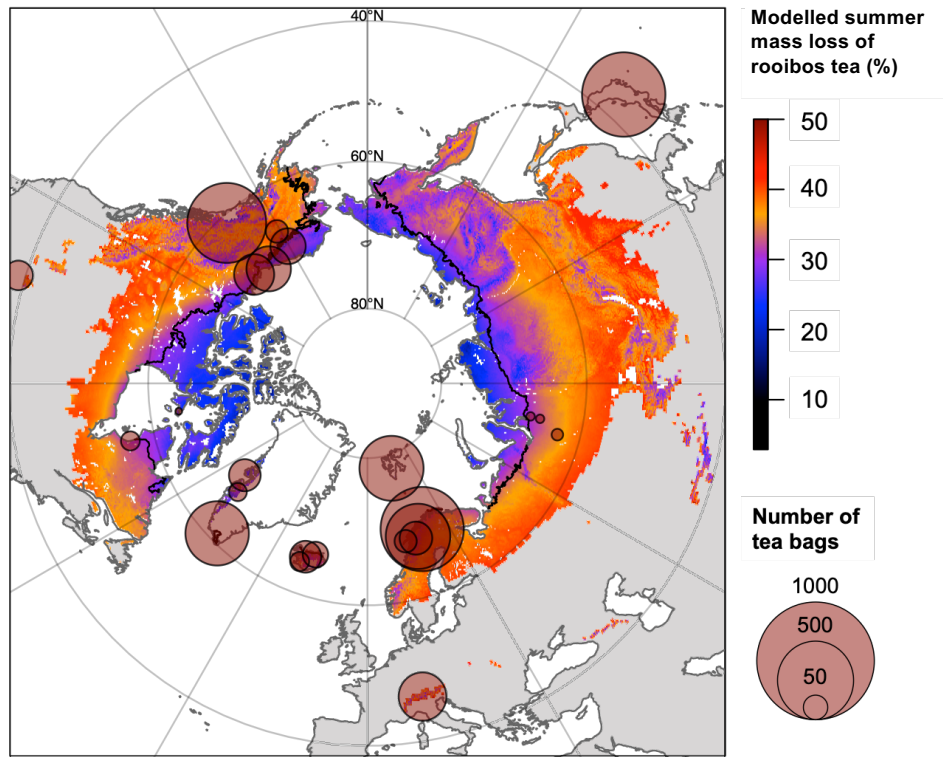 40°N
60°N
80°N
Modelled summer
mass loss of
rooibos tea (%)
50
40
30
20
10
Number of
tea bags
1000
500
50